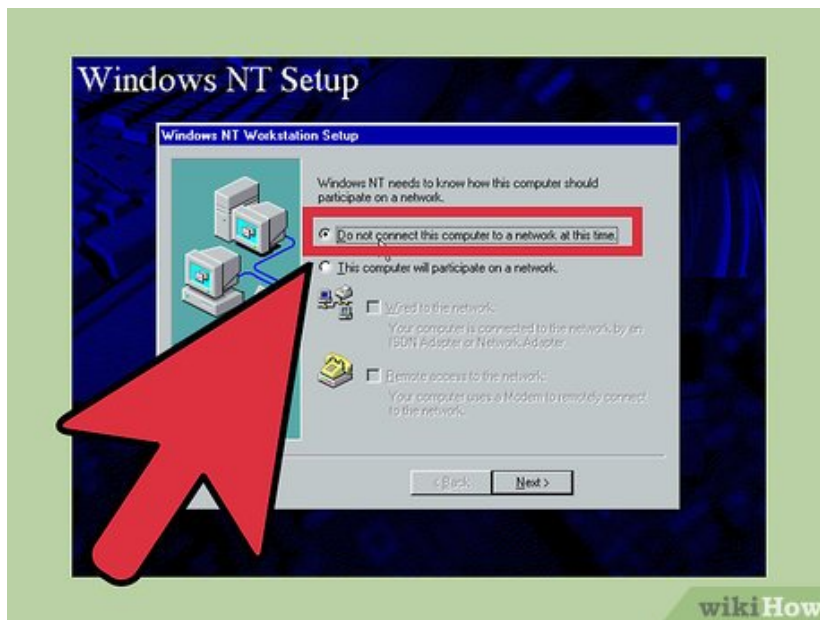 Windows NT Setup
Windows NT Workstation Setup
Windows NT needs to know how this computer should
participate on a network.
Do not connect this computer to a network at this time.
This computer will participate on a network.
Wired to the network:
Your computer is connected to the network by an
ISDN Adapter or Network Adapter.
Remote access to the network:
Your computer uses a Modem to remotely connect
to the network.
< Back
Next >
wikiHow